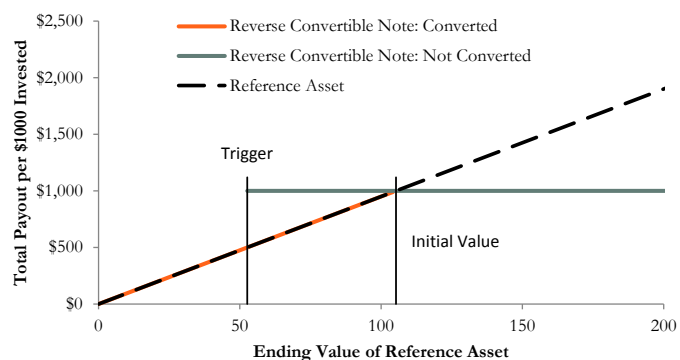 $2,500
$2,000
$1,500
$1,000
$500
$0
Total Payout per $1000 Invested
Reverse Convertible Note: Converted
Reverse Convertible Note: Not Converted
Reference Asset
Trigger
Initial Value
0
50
100
150
200
Ending Value of Reference Asset